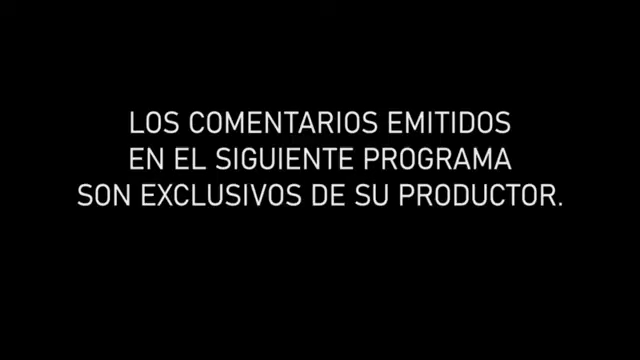 LOS COMENTARIOS EMITIDOS
EN EL SIGUIENTE PROGRAMA
SON EXCLUSIVOS DE SU PRODUCTOR.